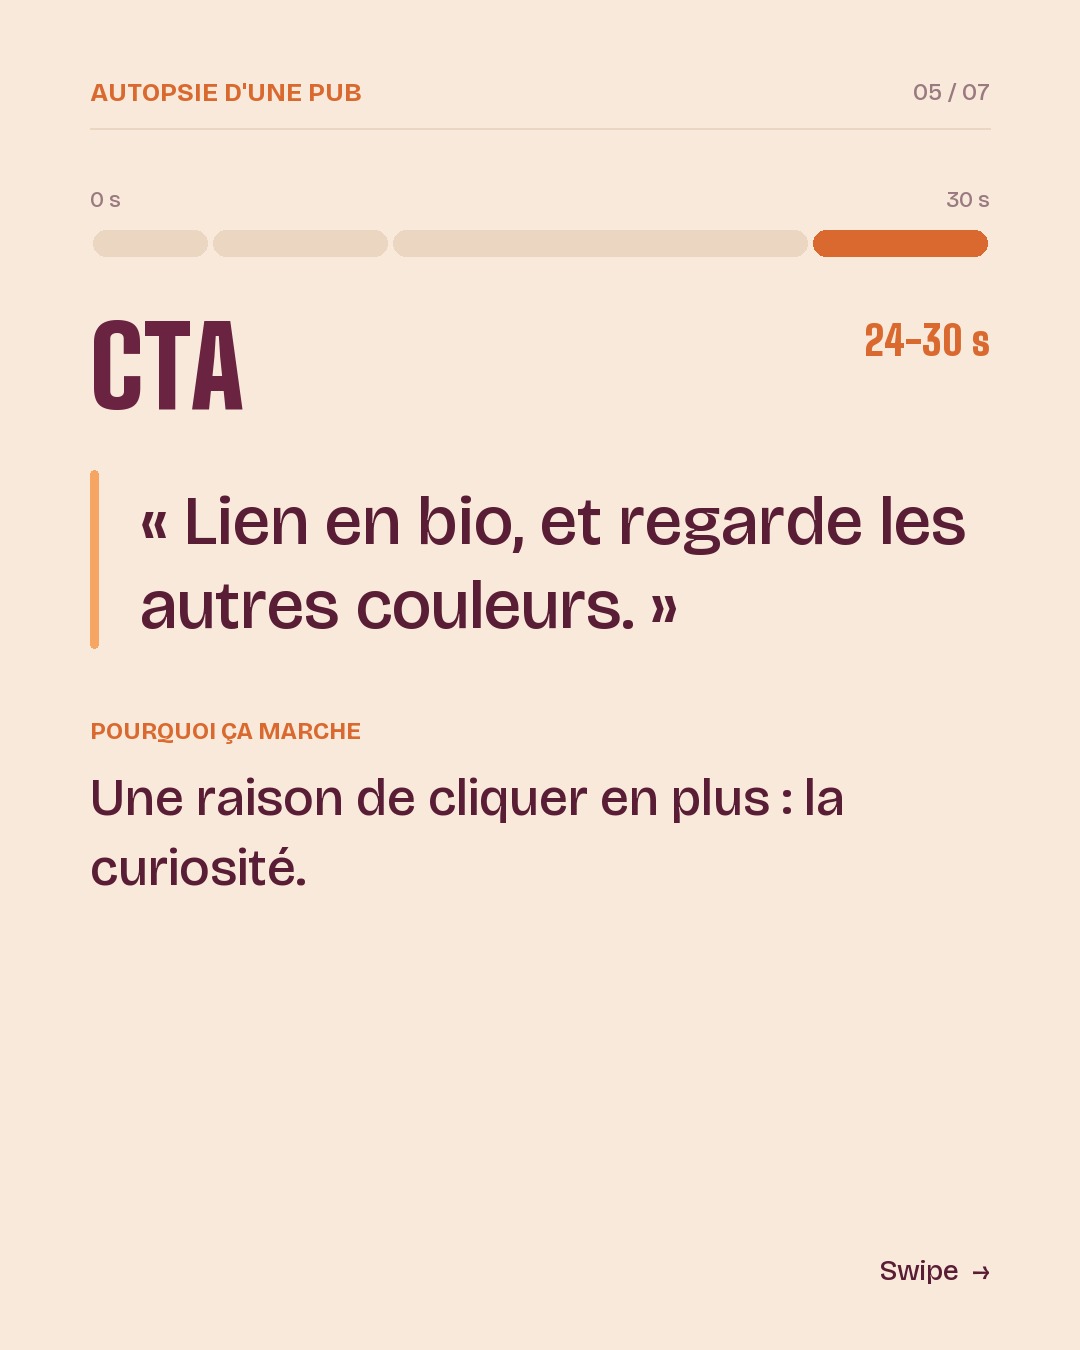 AUTOPSIE D'UNE PUB
05 / 07
0 s
30 s
CTA
24–30 s
« Lien en bio, et regarde les
autres couleurs. »
POURQUOI ÇA MARCHE
Une raison de cliquer en plus : la
curiosité.
Swipe →